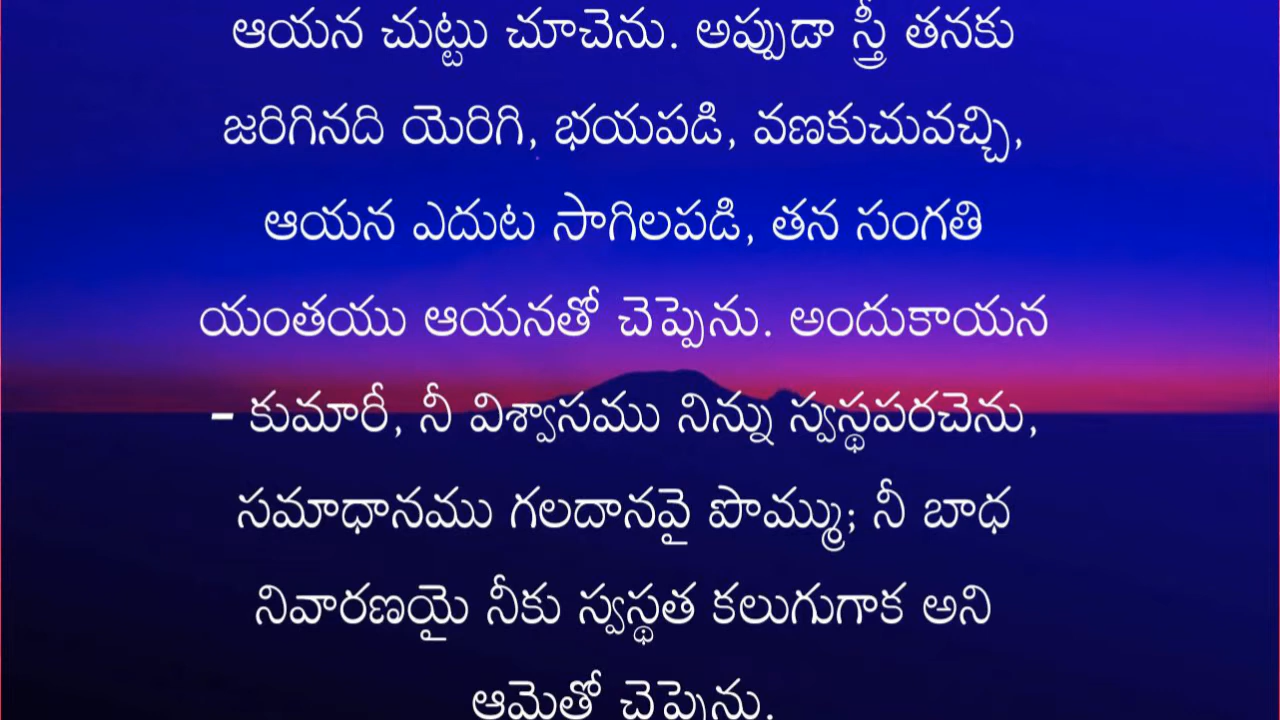 ఆయన చుట్టు చూచెను. అప్పుడా స్త్రీ తనకు
జరిగినది యెరిగి, భయపడి, వణకుచువచ్చి,
ఆయన ఎదుట సాగిలపడి, తన సంగతి
యంతయు ఆయనతో చెప్పెను. అందుకాయన
- కుమారీ, నీ విశ్వాసము నిన్ను స్వస్థపరచెను,
సమాధానము గలదానవై పొమ్ము; నీ బాధ
నివారణయై నీకు స్వస్థత కలుగుగాక అని
ఆమెతో చెప్పెను.